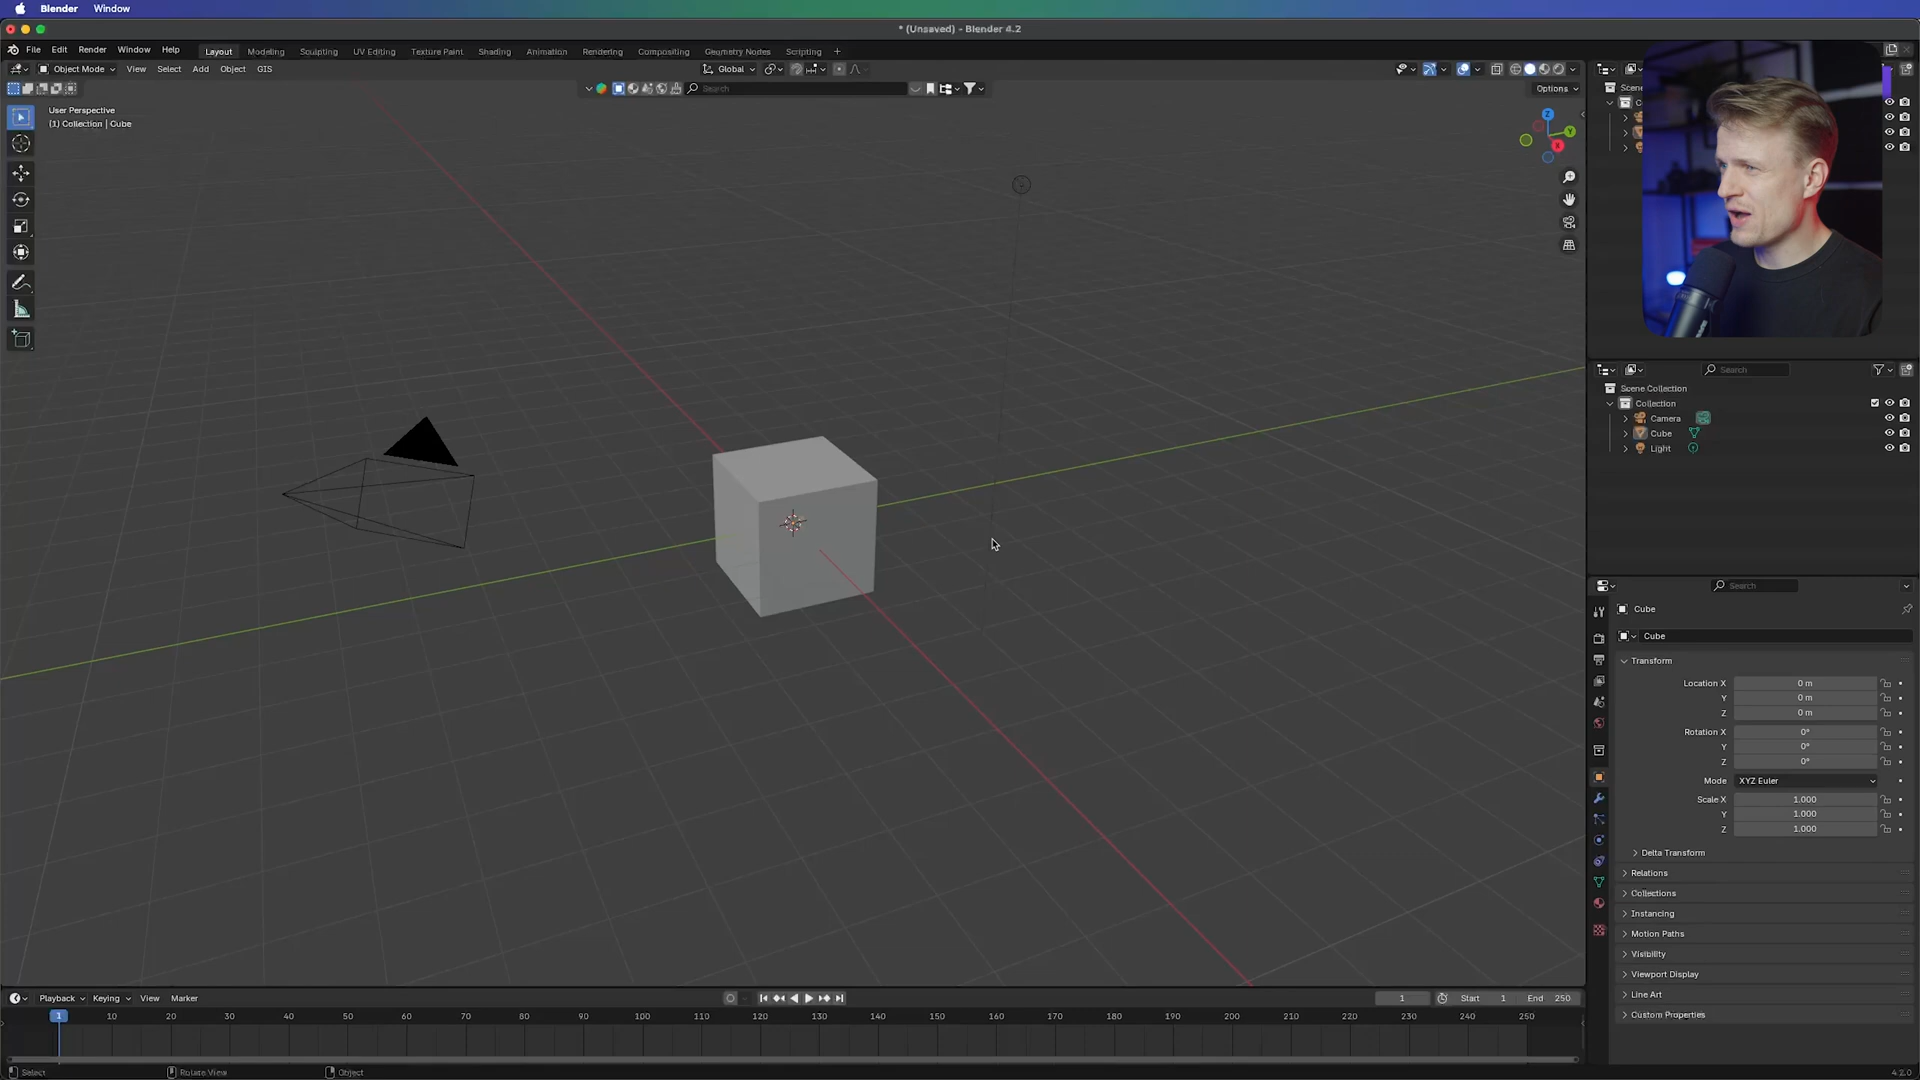 Blender Window
* (Unsaved) - Blender 4.2
File Edit Render Window Help Layout Modeling Sculpting UV Editing Texture Paint Shading Animation Rendering Compositing Geometry Nodes Scripting +
Object Mode View Select Add Object GIS Global
Search Options
User Perspective
(1) Collection | Cube
Z
Y
X
Search
Scene Collection
Collection
Camera
Cube
Light
Search
Cube
Cube
Transform
Location X 0 m
Y 0 m
Z 0 m
Rotation X 0°
Y 0°
Z 0°
Mode XYZ Euler
Scale X 1.000
Y 1.000
Z 1.000
Delta Transform
Relations
Collections
Instancing
Motion Paths
Visibility
Viewport Display
Line Art
Custom Properties
Playback Keying View Marker 1 Start 1 End 250
1 10 20 30 40 50 60 70 80 90 100 110 120 130 140 150 160 170 180 190 200 210 220 230 240 250
Select Rotate View Object 4.2.0